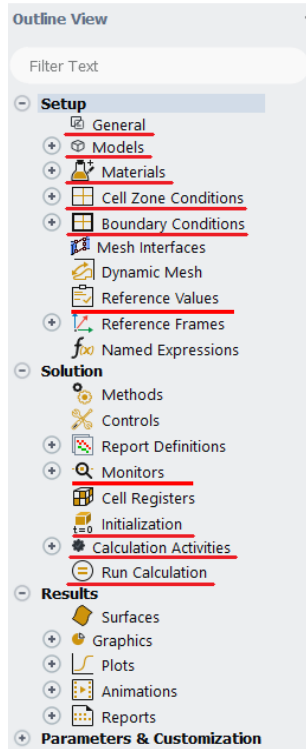 Outline View
Filter Text
Setup
General
Models
Materials
Cell Zone Conditions
Boundary Conditions
Mesh Interfaces
Dynamic Mesh
Reference Values
Reference Frames
f(x) Named Expressions
Solution
Methods
Controls
Report Definitions
Monitors
Cell Registers
t=0 Initialization
Calculation Activities
Run Calculation
Results
Surfaces
Graphics
Plots
Animations
Reports
Parameters & Customization